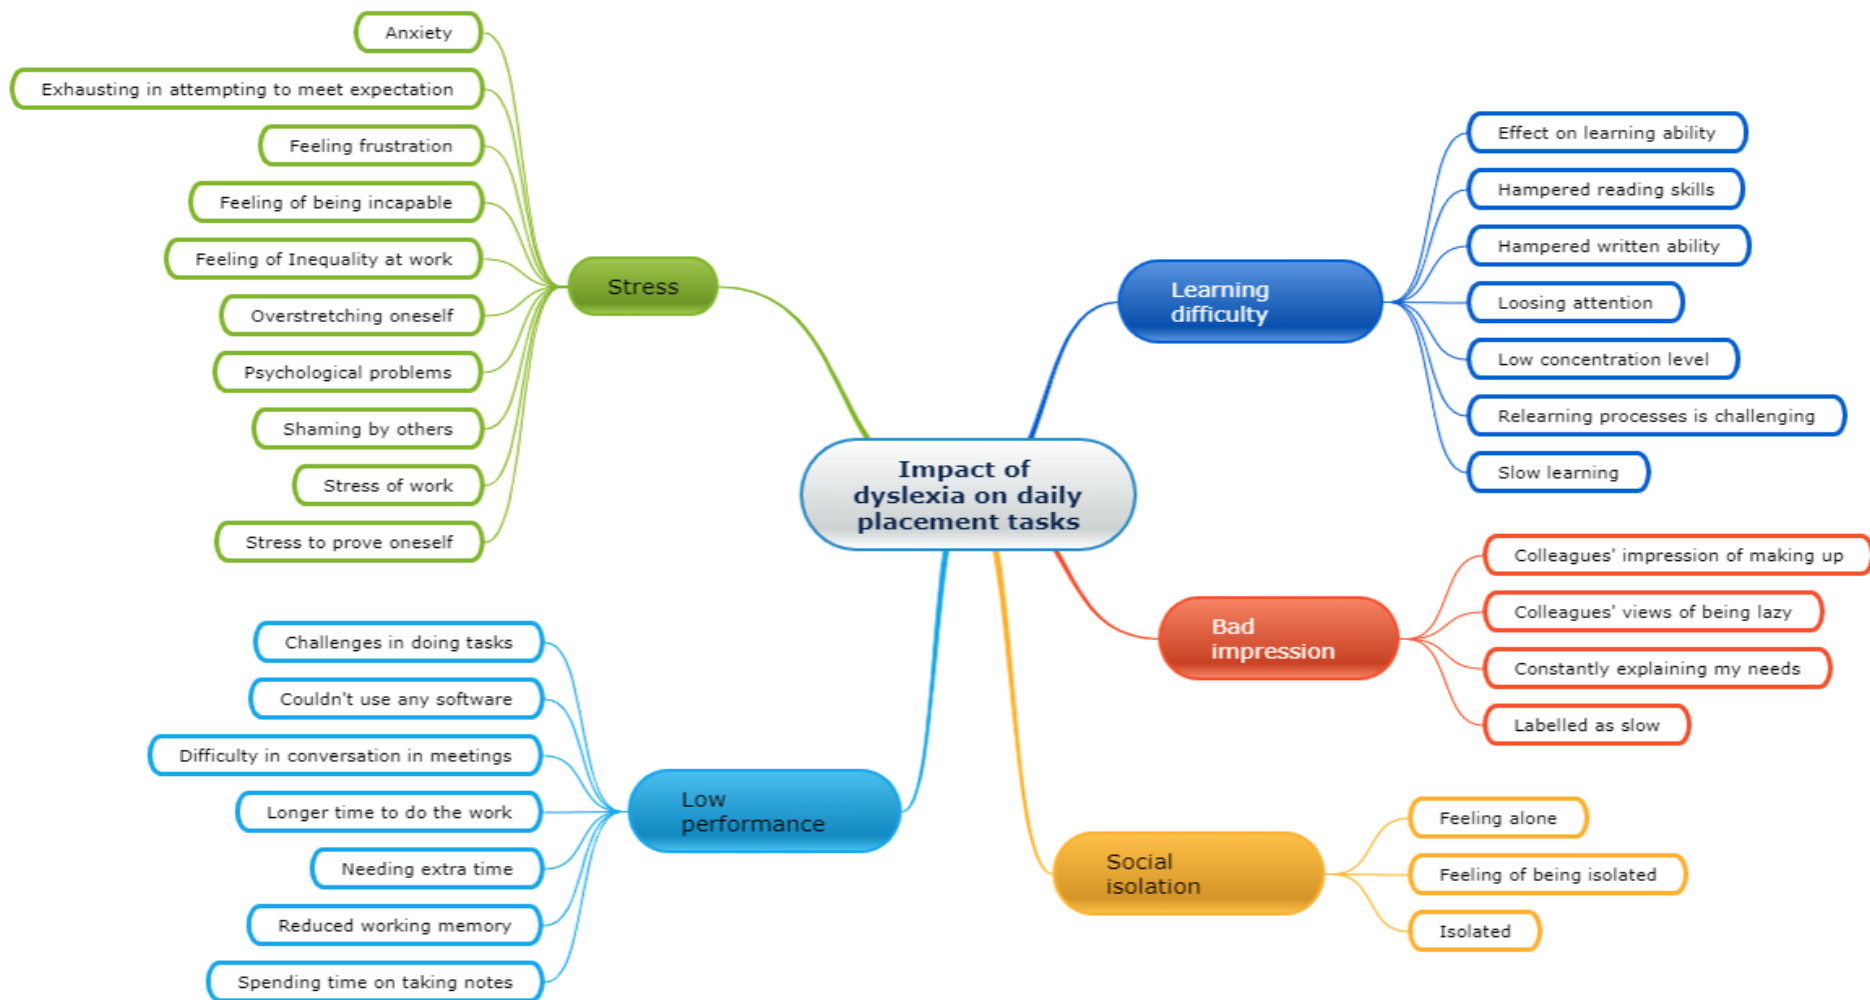 Anxiety
Exhausting in attempting to meet expectation
Feeling frustration
Feeling of being incapable
Feeling of Inequality at work
Overstretching oneself
Psychological problems
Shaming by others
Stress of work
Stress to prove oneself
Stress
Challenges in doing tasks
Couldn't use any software
Difficulty in conversation in meetings
Longer time to do the work
Needing extra time
Reduced working memory
Spending time on taking notes
Low
performance
Impact of
dyslexia on daily
placement tasks
Learning
difficulty
Effect on learning ability
Hampered reading skills
Hampered written ability
Loosing attention
Low concentration level
Relearning processes is challenging
Slow learning
Bad
impression
Colleagues' impression of making up
Colleagues' views of being lazy
Constantly explaining my needs
Labelled as slow
Social
isolation
Feeling alone
Feeling of being isolated
Isolated